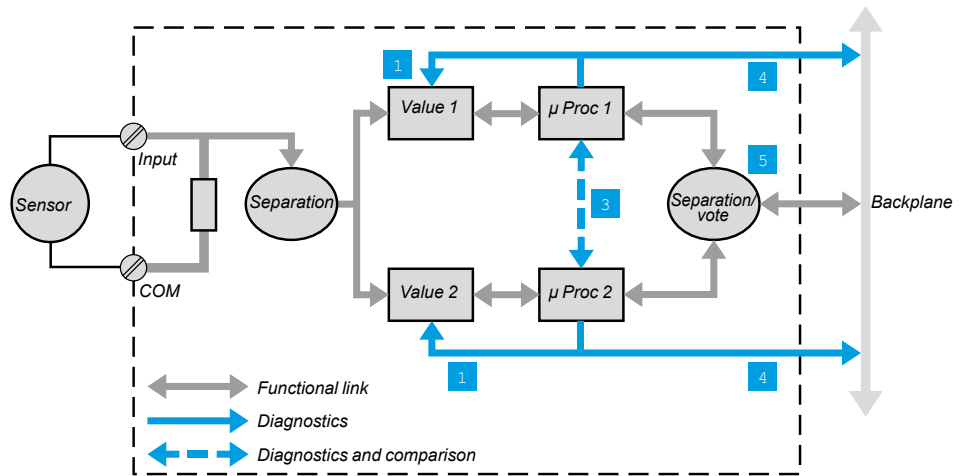 1
4
Value 1
µ Proc 1
Input
5
Sensor
Separation
3
Separation/
vote
Backplane
COM
Value 2
µ Proc 2
1
4
Functional link
Diagnostics
Diagnostics and comparison